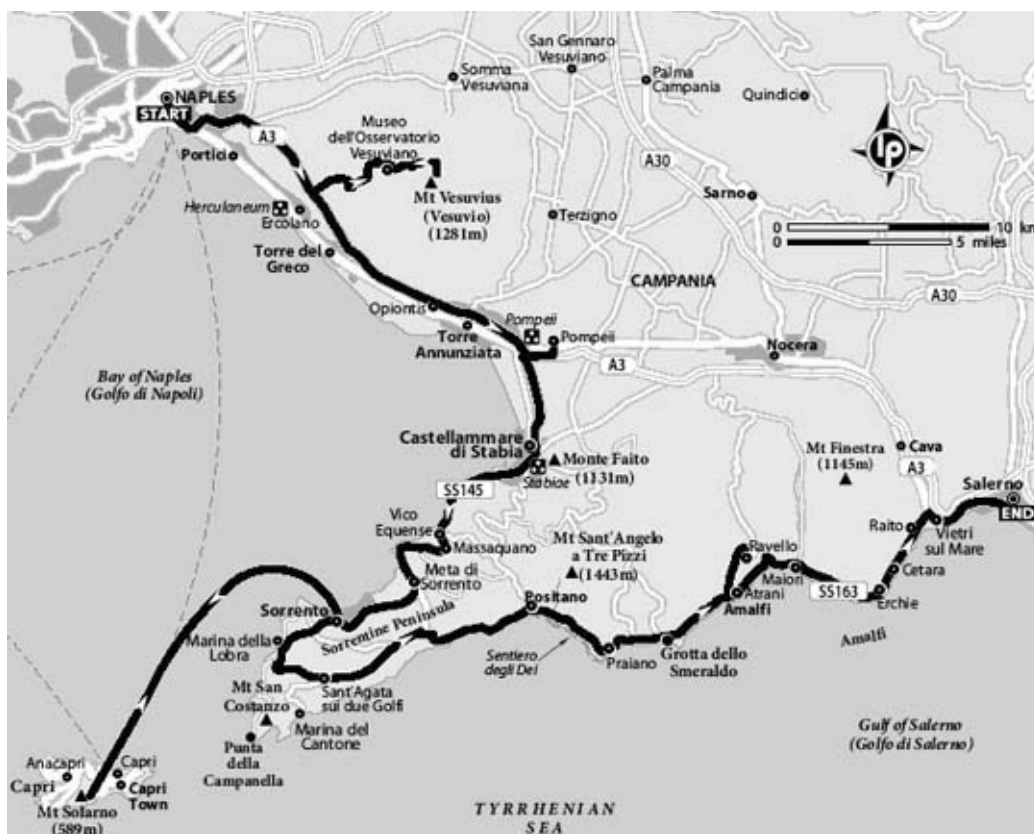 San Gennaro
Vesuviano
Somma
Vesuviana
Palma
Campania
Quindici
NAPLES
START
A3
Museo
dell'Osservatorio
Vesuviano
Portici
A30
lp
Mt Vesuvius
(Vesuvio)
(1281m)
Sarno
Herculaneum
Ercolano
Terzigno
0 10 km
0 5 miles
Torre del
Greco
CAMPANIA
A30
Opiontis
Torre
Annunziata
Pompeii
Pompeii
Nocera
A3
Bay of Naples
(Golfo di Napoli)
Castellammare
di Stabia
Stabiae
Monte Faito
(1131m)
Mt Finestra
(1145m)
Cava
A3
Salerno
END
SS145
Vico
Equense
Massaquano
Mt Sant'Angelo
a Tre Pizzi
(1443m)
Ravello
Raito
Vietri
sul Mare
Meta di
Sorrento
Maiori
Cetara
Sorrento
Sorrentine Peninsula
Positano
Atrani
Amalfi
SS163
Erchie
Marina della
Lobra
Sentiero
degli Dei
Praiano
Grotta dello
Smeraldo
Amalfi
Mt San
Costanzo
Sant'Agata
sui due Golfi
Marina del
Cantone
Punta
della
Campanella
Gulf of Salerno
(Golfo di Salerno)
Anacapri
Capri
Capri
Capri
Town
Mt Solarno
(589m)
TYRRHENIAN
SEA